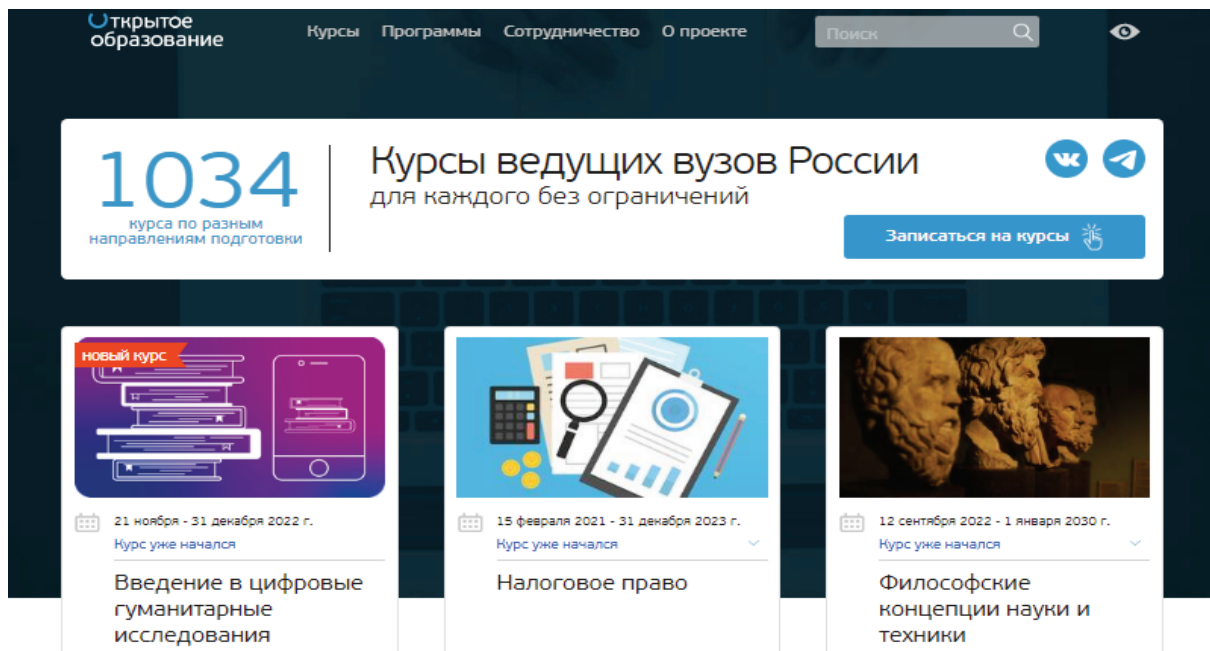 Открытое
образование
Курсы Программы Сотрудничество О проекте
Поиск
1034
курса по разным
направлениям подготовки
Курсы ведущих вузов России
для каждого без ограничений
Записаться на курсы
новый курс
21 ноября - 31 декабря 2022 г.
Курс уже начался
Введение в цифровые
гуманитарные
исследования
15 февраля 2021 - 31 декабря 2023 г.
Курс уже начался
Налоговое право
12 сентября 2022 - 1 января 2030 г.
Курс уже начался
Философские
концепции науки и
техники